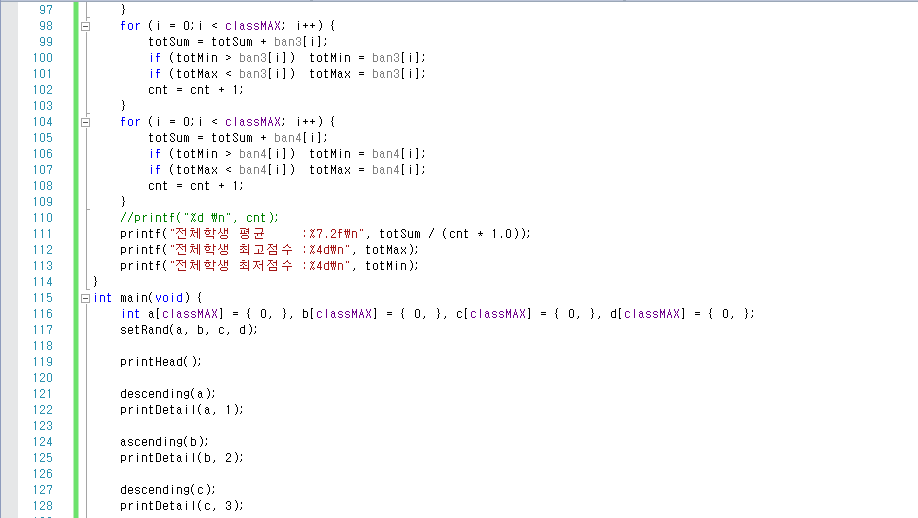 97 }
98 for (i = 0;i < classMAX; i++) {
99 totSum = totSum + ban3[i];
100 if (totMin > ban3[i]) totMin = ban3[i];
101 if (totMax < ban3[i]) totMax = ban3[i];
102 cnt = cnt + 1;
103 }
104 for (i = 0;i < classMAX; i++) {
105 totSum = totSum + ban4[i];
106 if (totMin > ban4[i]) totMin = ban4[i];
107 if (totMax < ban4[i]) totMax = ban4[i];
108 cnt = cnt + 1;
109 }
110 //printf("%d ₩n", cnt);
111 printf("전체학생 평균    :%7.2f₩n", totSum / (cnt * 1.0));
112 printf("전체학생 최고점수 :%4d₩n", totMax);
113 printf("전체학생 최저점수 :%4d₩n", totMin);
114 }
115 int main(void) {
116 int a[classMAX] = { 0, }, b[classMAX] = { 0, }, c[classMAX] = { 0, }, d[classMAX] = { 0, };
117 setRand(a, b, c, d);
118
119 printHead();
120
121 descending(a);
122 printDetail(a, 1);
123
124 ascending(b);
125 printDetail(b, 2);
126
127 descending(c);
128 printDetail(c, 3);